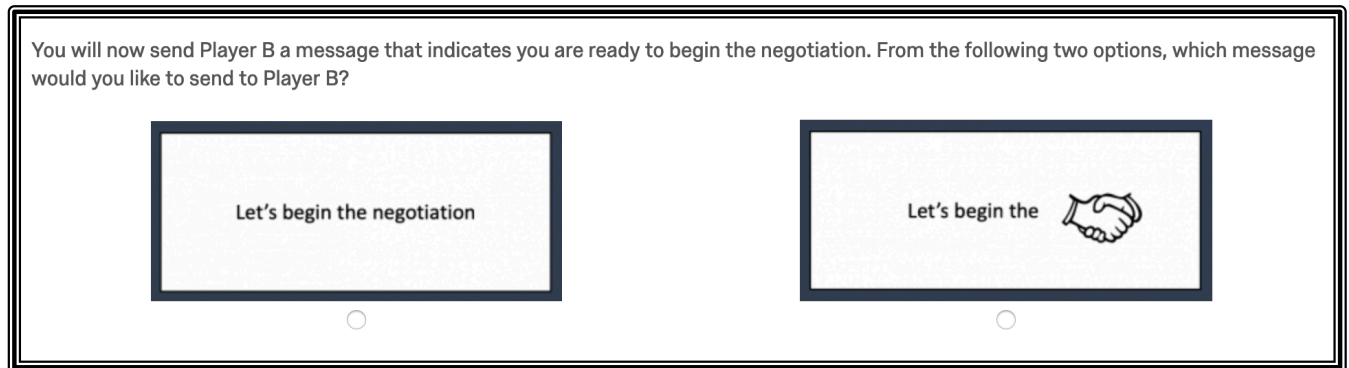 You will now send Player B a message that indicates you are ready to begin the negotiation. From the following two options, which message
would you like to send to Player B?
Let's begin the negotiation
Let's begin the